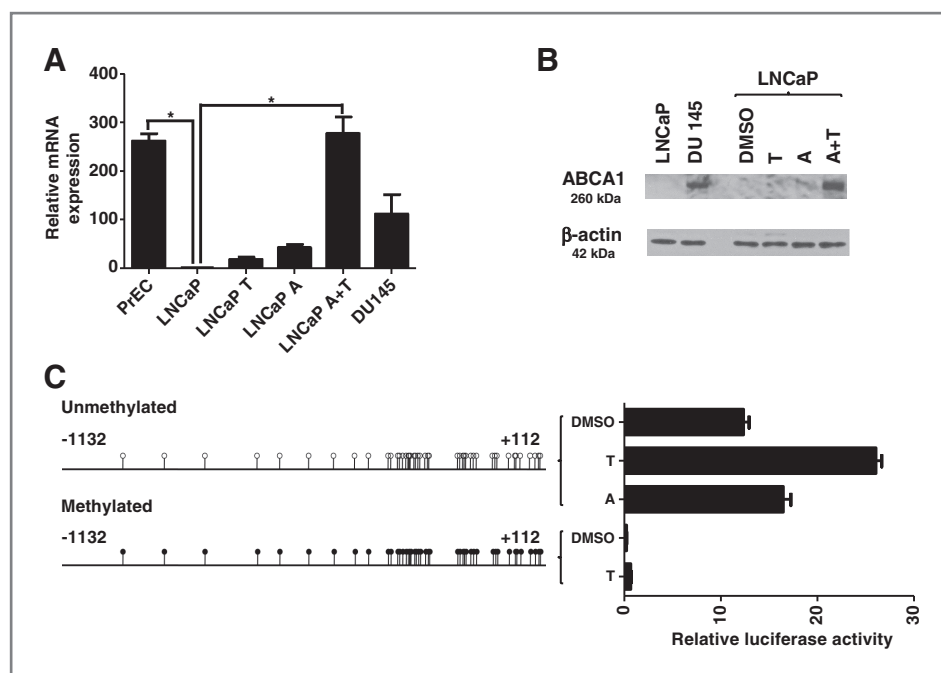 A
Relative mRNA
expression
400
300
200
100
0
*
*
PrEC
LNCaP
LNCaP T
LNCaP A
LNCaP A+T
DU145
B
LNCaP
LNCaP
DU 145
DMSO
T
A
A+T
ABCA1
260 kDa
β-actin
42 kDa
C
Unmethylated
-1132
+112
Methylated
-1132
+112
DMSO
T
A
DMSO
T
0
10
20
30
Relative luciferase activity